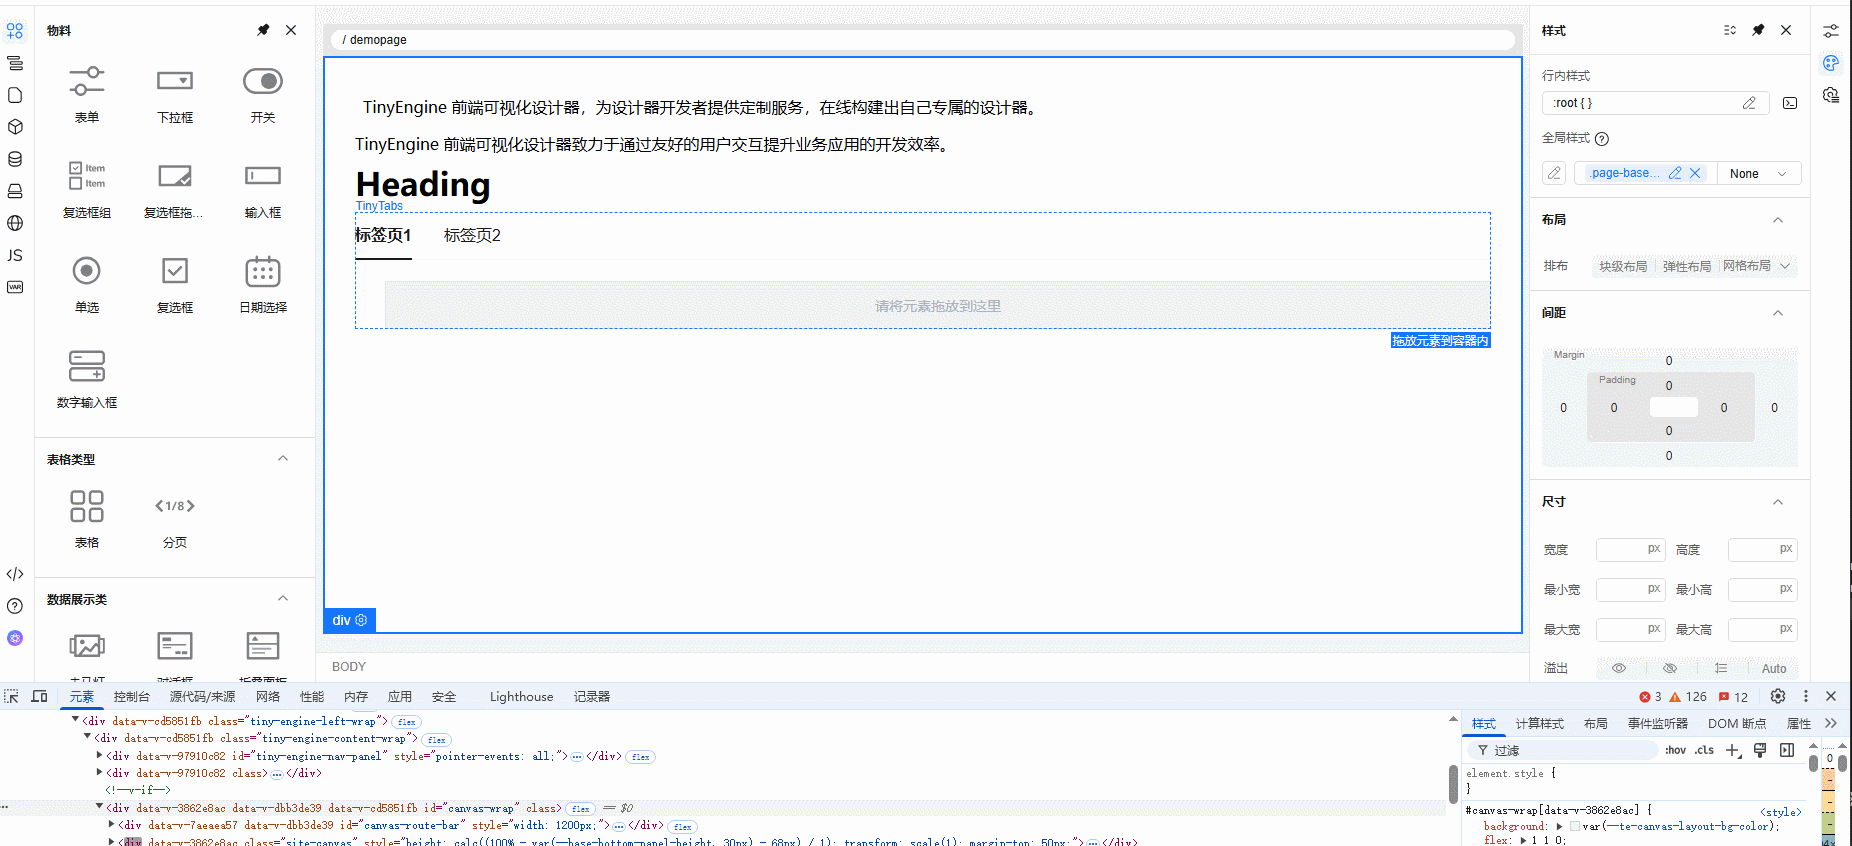 物料
表单
下拉框
开关
Item
Item
复选框组
复选框拖...
输入框
单选
复选框
日期选择
数字输入框
表格类型
1/8
表格
分页
数据展示类
JS
VAR
/ demopage
TinyEngine 前端可视化设计器，为设计器开发者提供定制服务，在线构建出自己专属的设计器。
TinyEngine 前端可视化设计器致力于通过友好的用户交互提升业务应用的开发效率。
Heading
TinyTabs
标签页1 标签页2
请将元素拖放到这里
拖放元素到容器内
div
BODY
样式
行内样式
:root { }
全局样式
.page-base... None
布局
排布 块级布局 弹性布局 网格布局
间距
Margin
0
Padding
0
0 0 0 0
0
0
尺寸
宽度 px 高度 px
最小宽 px 最小高 px
最大宽 px 最大高 px
溢出 Auto
元素 控制台 源代码/来源 网络 性能 内存 应用 安全 Lighthouse 记录器 3 126 12
<div data-v-cd5851fb class="tiny-engine-left-wrap"> flex
<div data-v-cd5851fb class="tiny-engine-content-wrap"> flex
<div data-v-97910c82 id="tiny-engine-nav-panel" style="pointer-events: all;"> … </div> flex
<div data-v-97910c82 class> … </div>
<!--v-if-->
… <div data-v-3862e8ac data-v-dbb3de39 data-v-cd5851fb id="canvas-wrap" class> flex == $0
<div data-v-7aeaea57 data-v-dbb3de39 id="canvas-route-bar" style="width: 1200px;"> … </div> flex
<div data-v-3862e8ac class="site-canvas" style="height: calc((100% - var(--base-bottom-panel-height, 30px) - 68px) / 1); transform: scale(1); margin-top: 50px;"> … </div>
样式 计算样式 布局 事件监听器 DOM 断点 属性
过滤 :hov .cls
element.style {
}
#canvas-wrap[data-v-3862e8ac] { <style>
background: var(--te-canvas-layout-bg-color);
flex: 1 1 0;
0
-
-
-